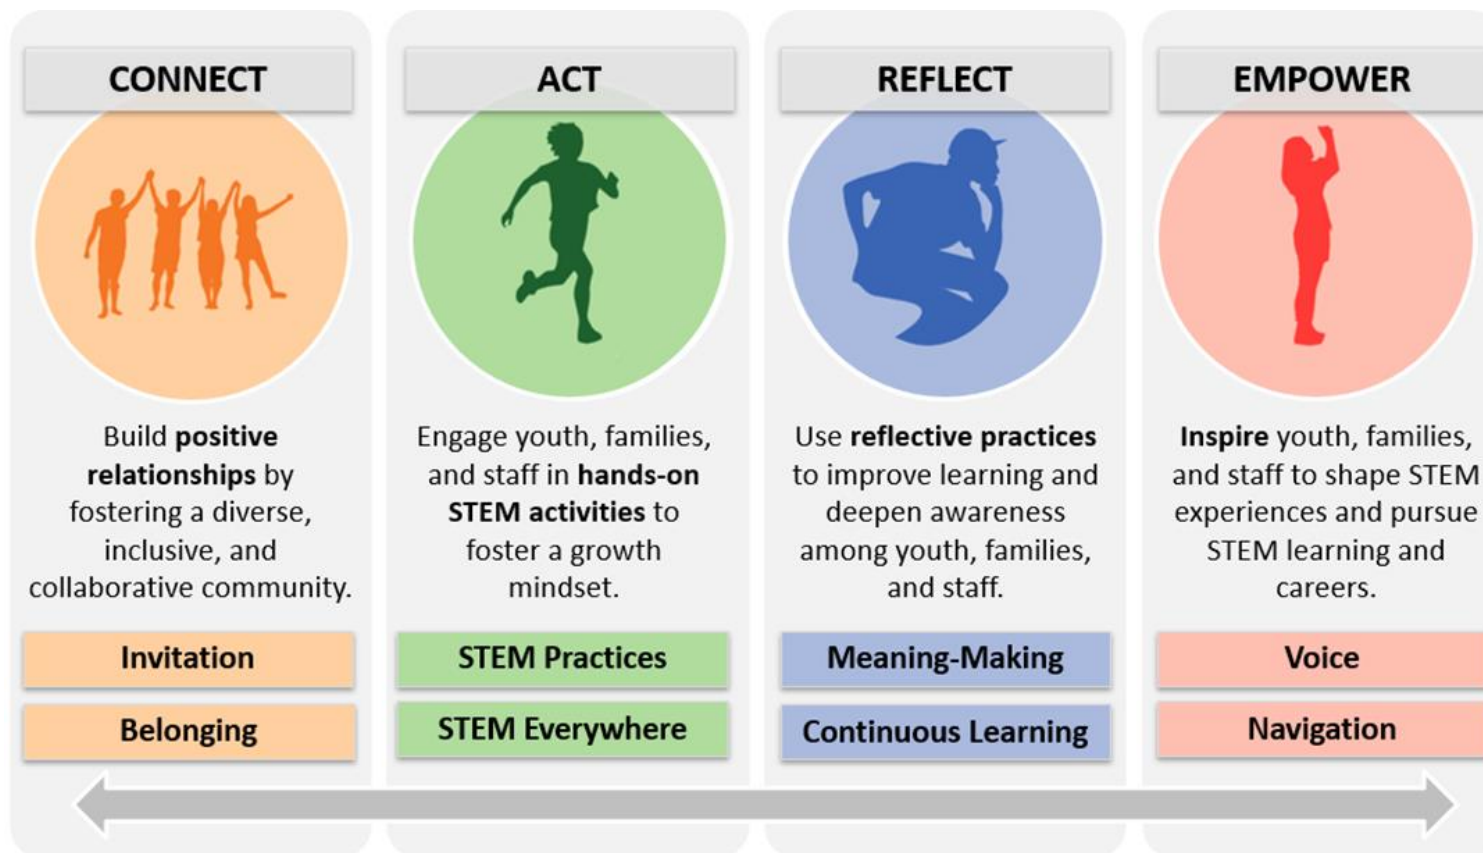 CONNECT
Build positive
relationships by
fostering a diverse,
inclusive, and
collaborative community.
Invitation
Belonging
ACT
Engage youth, families,
and staff in hands-on
STEM activities to
foster a growth
mindset.
STEM Practices
STEM Everywhere
REFLECT
Use reflective practices
to improve learning and
deepen awareness
among youth, families,
and staff.
Meaning-Making
Continuous Learning
EMPOWER
Inspire youth, families,
and staff to shape STEM
experiences and pursue
STEM learning and
careers.
Voice
Navigation